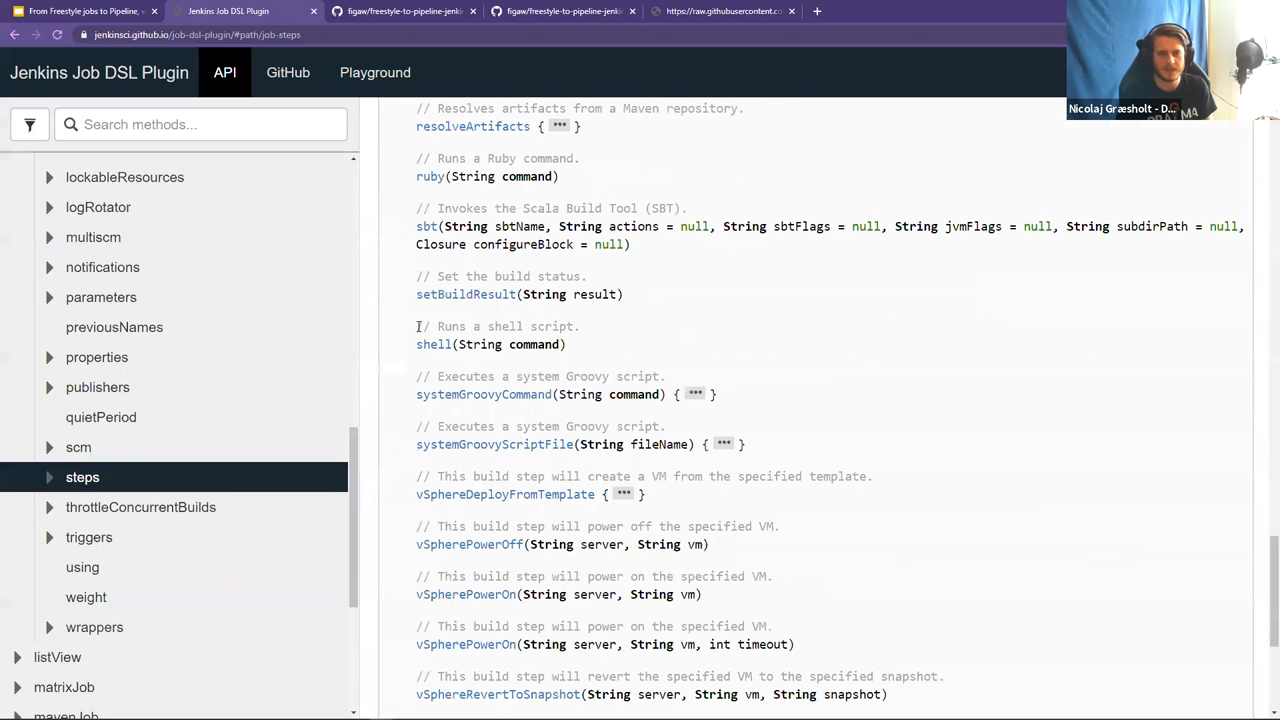 From Freestyle jobs to Pipeline, w
Jenkins Job DSL Plugin
figaw/freestyle-to-pipeline-jenki
figaw/freestyle-to-pipeline-jenki
https://raw.githubusercontent.co
jenkinsci.github.io/job-dsl-plugin/#path/job-steps
Jenkins Job DSL Plugin
API
GitHub
Playground
Nicolaj Græsholt - D...
Search methods...
lockableResources
logRotator
multiscm
notifications
parameters
previousNames
properties
publishers
quietPeriod
scm
steps
throttleConcurrentBuilds
triggers
using
weight
wrappers
listView
matrixJob
mavenJob
// Resolves artifacts from a Maven repository.
resolveArtifacts { ••• }
// Runs a Ruby command.
ruby(String command)
// Invokes the Scala Build Tool (SBT).
sbt(String sbtName, String actions = null, String sbtFlags = null, String jvmFlags = null, String subdirPath = null,
Closure configureBlock = null)
// Set the build status.
setBuildResult(String result)
// Runs a shell script.
shell(String command)
// Executes a system Groovy script.
systemGroovyCommand(String command) { ••• }
// Executes a system Groovy script.
systemGroovyScriptFile(String fileName) { ••• }
// This build step will create a VM from the specified template.
vSphereDeployFromTemplate { ••• }
// This build step will power off the specified VM.
vSpherePowerOff(String server, String vm)
// This build step will power on the specified VM.
vSpherePowerOn(String server, String vm)
// This build step will power on the specified VM.
vSpherePowerOn(String server, String vm, int timeout)
// This build step will revert the specified VM to the specified snapshot.
vSphereRevertToSnapshot(String server, String vm, String snapshot)